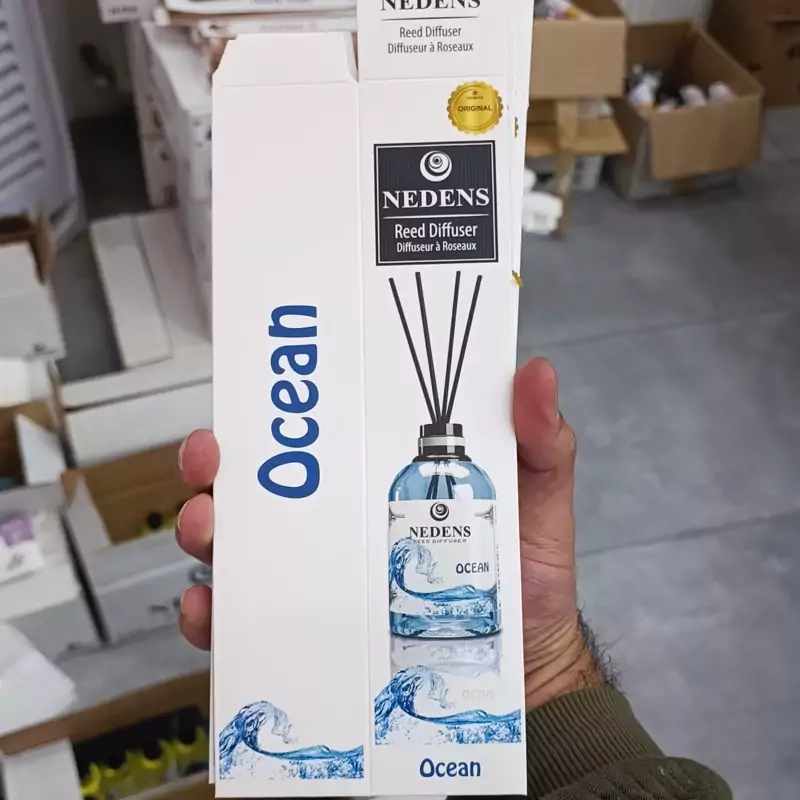 NEDENS
Reed Diffuser
Diffuseur à Roseaux
ORIGINAL
NEDENS
Reed Diffuser
Diffuseur à Roseaux
Ocean
NEDENS
REED DIFFUSER
OCEAN
Ocean